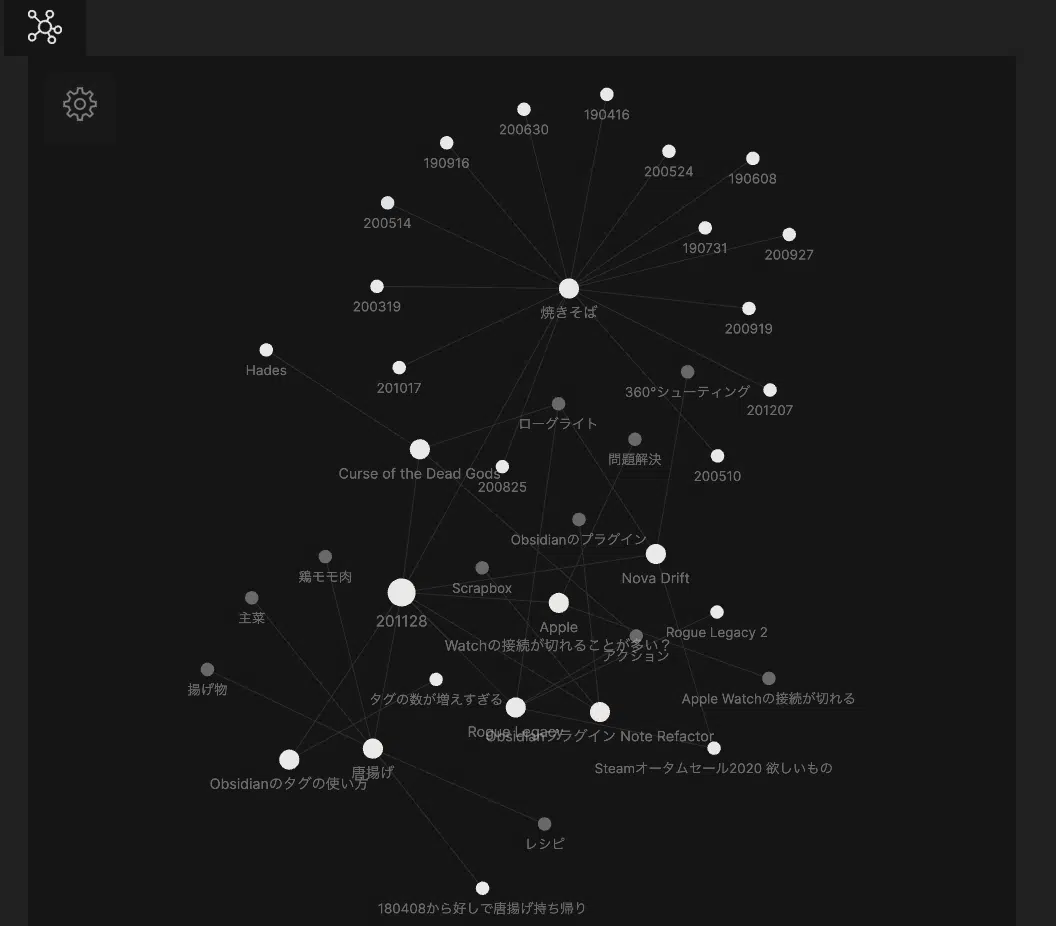 190416
200630
200524
190916
190608
200514
190731
200927
200319
焼きそば
200919
Hades
201017
360°シューティング
201207
ローグライト
問題解決
Curse of the Dead Gods
200825
200510
Obsidianのプラグイン
鶏モモ肉
Scrapbox
Nova Drift
主菜
201128
Apple
Watchの接続が切れることが多い？
Rogue Legacy 2
アクション
揚げ物
タグの数が増えすぎる
Apple Watchの接続が切れる
Rogue Legacy
Obsidianプラグイン Note Refactor
唐揚げ
Obsidianのタグの使い方
Steamオータムセール2020 欲しいもの
レシピ
180408から好しで唐揚げ持ち帰り